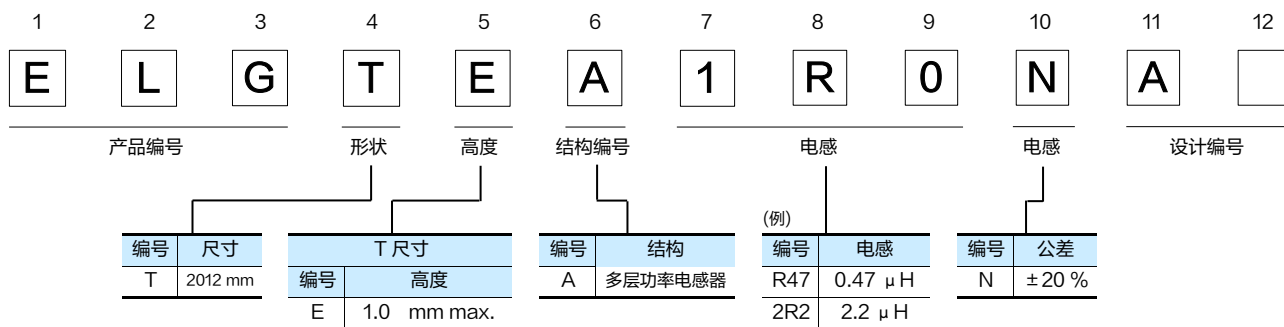 1 2 3 4 5 6 7 8 9 10 11 12
E L G T E A 1 R 0 N A
产品编号 形状 高度 结构编号 电感 电感 设计编号
(例)
编号 尺寸 T 尺寸 编号 结构 编号 电感 编号 公差
T 2012 mm 编号 高度 A 多层功率电感器 R47 0.47 μH N ±20 %
E 1.0 mm max. 2R2 2.2 μH